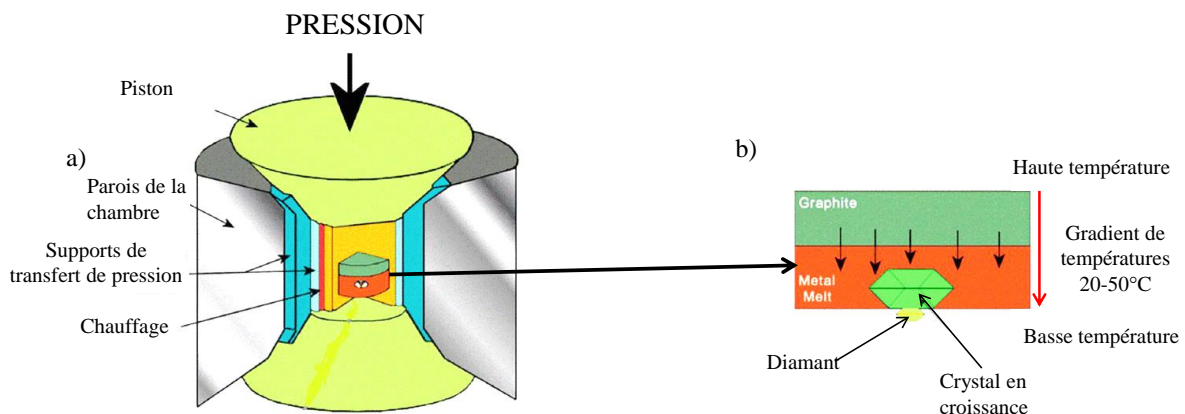 PRESSION
Piston
a)
Parois de la
chambre
Supports de
transfert de pression
Chauffage
b)
Haute température
Graphite
Gradient de
températures
20-50°C
Metal
Melt
Basse température
Diamant
Crystal en
croissance